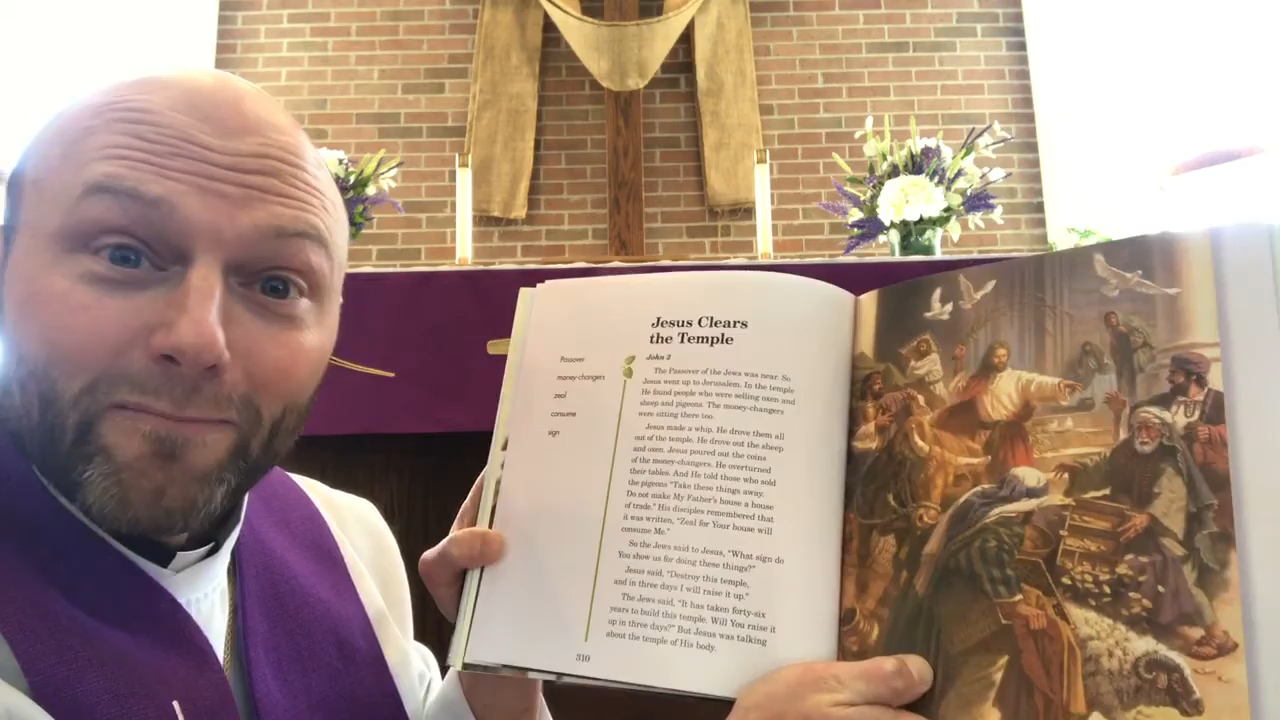 Jesus Clears
the Temple
Passover
money-changers
zeal
consume
sign
John 2
The Passover of the Jews was near. So
Jesus went up to Jerusalem. In the temple
He found people who were selling oxen and
sheep and pigeons. The money-changers
were sitting there too.
Jesus made a whip. He drove them all
out of the temple. He drove out the sheep
and oxen. Jesus poured out the coins
of the money-changers. He overturned
their tables. And He told those who sold
the pigeons "Take these things away.
Do not make My Father's house a house
of trade." His disciples remembered that
it was written, "Zeal for Your house will
consume Me."
So the Jews said to Jesus, "What sign do
You show us for doing these things?"
Jesus said, "Destroy this temple,
and in three days I will raise it up."
The Jews said, "It has taken forty-six
years to build this temple. Will You raise it
up in three days?" But Jesus was talking
about the temple of His body.
310